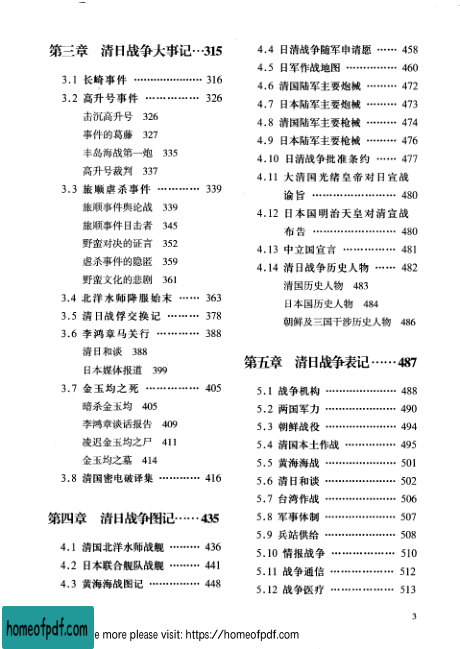 第三章 清日战争大事记…315
3.1 长崎事件 ………………… 316
3.2 高升号事件 …………… 326
击沉高升号 326
事件的葛藤 327
丰岛海战第一炮 335
高升号裁判 337
3.3 旅顺虐杀事件 ………… 339
旅顺事件舆论战 339
旅顺事件目击者 345
野蛮对决的证言 352
虐杀事件的隐匿 359
野蛮文化的悲剧 361
3.4 北洋水师降服始末 …… 363
3.5 清日战俘交换记 ……… 378
3.6 李鸿章马关行 ………… 388
清日和谈 388
日本媒体报道 399
3.7 金玉均之死 …………… 405
暗杀金玉均 405
李鸿章谈话报告 409
凌迟金玉均之尸 411
金玉均之墓 414
3.8 清国密电破译集 ……… 416
第四章 清日战争图记……435
4.1 清国北洋水师战舰 ……… 436
4.2 日本联合舰队战舰 ……… 441
4.3 黄海海战图记 …………… 448
4.4 日清战争随军申请愿 …… 458
4.5 日军作战地图 …………… 460
4.6 清国陆军主要炮械 ……… 472
4.7 日本陆军主要炮械 ……… 473
4.8 清国陆军主要枪械 ……… 474
4.9 日本陆军主要枪械 ……… 476
4.10 日清战争批准条约 …… 477
4.11 大清国光绪皇帝对日宣战
谕旨 …………………… 480
4.12 日本国明治天皇对清宣战
布告 …………………… 480
4.13 中立国宣言 …………… 481
4.14 清日战争历史人物 …… 482
清国历史人物 483
日本国历史人物 484
朝鲜及三国干涉历史人物 486
第五章 清日战争表记……487
5.1 战争机构 ………………… 488
5.2 两国军力 ………………… 490
5.3 朝鲜战役 ………………… 494
5.4 清国本土作战 …………… 495
5.5 黄海海战 ………………… 501
5.6 清日和谈 ………………… 502
5.7 台湾作战 ………………… 506
5.8 军事体制 ………………… 507
5.9 兵站供给 ………………… 508
5.10 情报战争 ……………… 510
5.11 战争通信 ……………… 512
5.12 战争医疗 ……………… 513
3
homeofpdf.com
e more please visit: https://homeofpdf.com